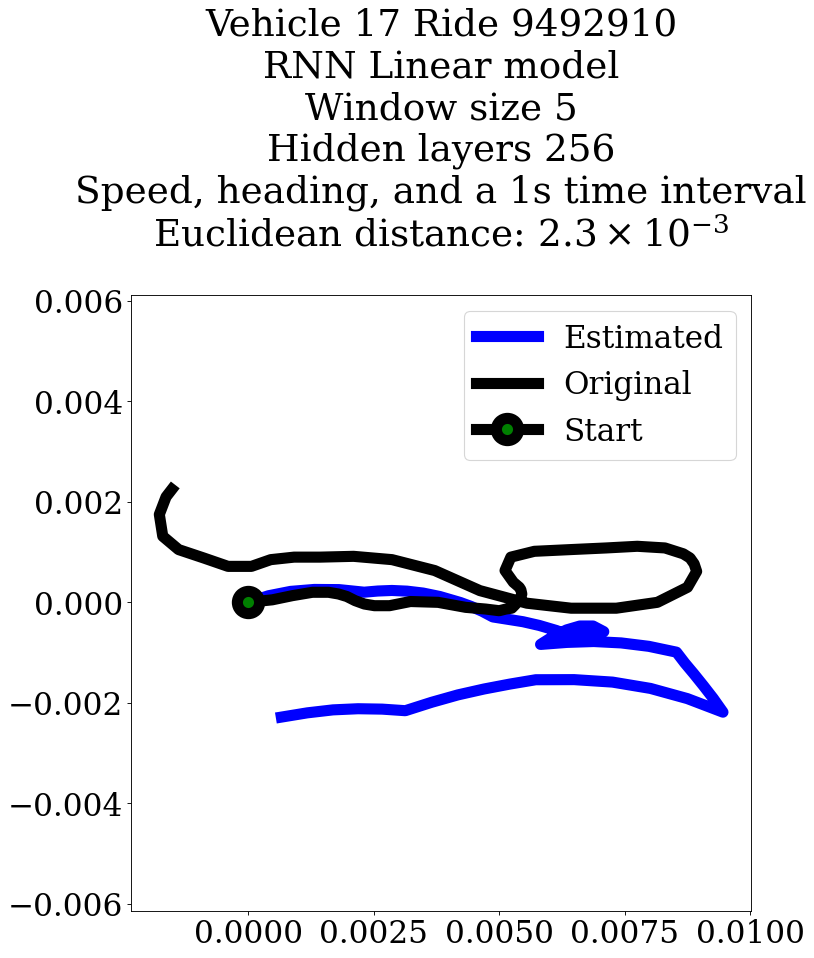 Vehicle 17 Ride 9492910
RNN Linear model
Window size 5
Hidden layers 256
Speed, heading, and a 1s time interval
Euclidean distance: 2.3 × 10⁻³
0.006
Estimated
0.004
Original
Start
0.002
0.000
−0.002
−0.004
−0.006
0.0000 0.0025 0.0050 0.0075 0.0100